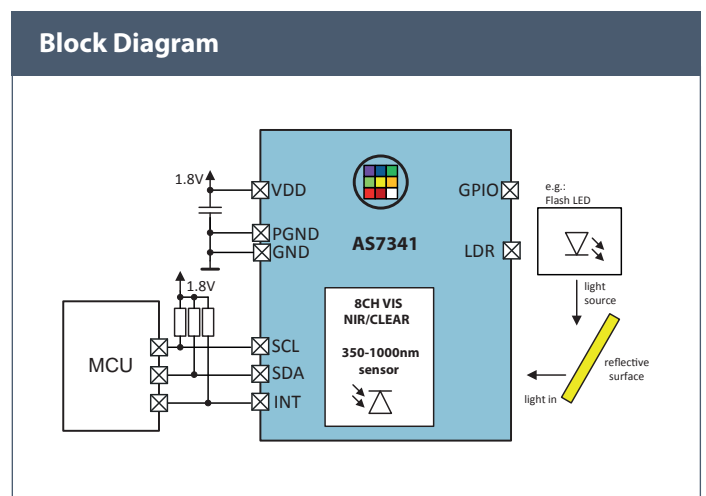 Block Diagram
1.8V
VDD
PGND
GND
AS7341
GPIO
LDR
e.g.:
Flash LED
1.8V
MCU
SCL
SDA
INT
8CH VIS
NIR/CLEAR
350-1000nm
sensor
light
source
reflective
surface
light in